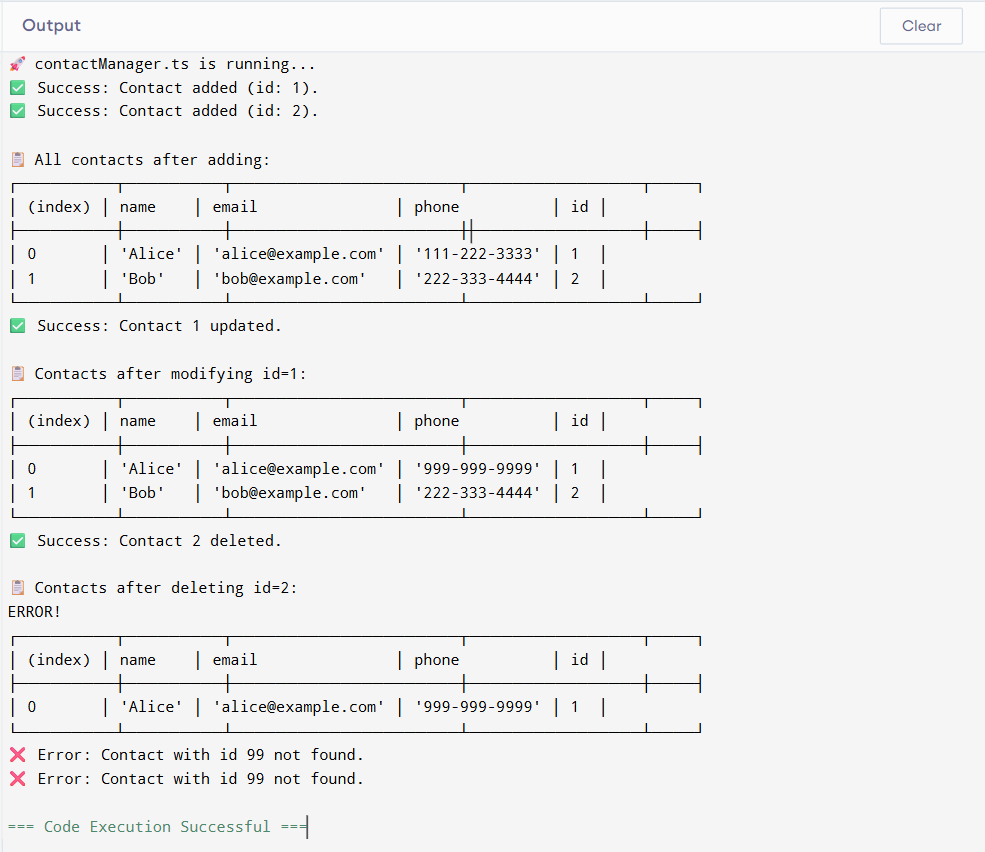 Output
Clear
🚀 contactManager.ts is running...
✅ Success: Contact added (id: 1).
✅ Success: Contact added (id: 2).
📋 All contacts after adding:
┌─────────┬─────────┬──────────────────────┬─────────────────┬────┐
│ (index) │ name    │ email               │ phone          │ id │
├─────────┼─────────┼──────────────────────┼┼─────────────────┼────┤
│ 0       │ 'Alice' │ 'alice@example.com' │ '111-222-3333' │ 1  │
│ 1       │ 'Bob'   │ 'bob@example.com'   │ '222-333-4444' │ 2  │
└─────────┴─────────┴──────────────────────┴─────────────────┴────┘
✅ Success: Contact 1 updated.
📋 Contacts after modifying id=1:
┌─────────┬─────────┬──────────────────────┬─────────────────┬────┐
│ (index) │ name    │ email               │ phone          │ id │
├─────────┼─────────┼──────────────────────┼─────────────────┼────┤
│ 0       │ 'Alice' │ 'alice@example.com' │ '999-999-9999' │ 1  │
│ 1       │ 'Bob'   │ 'bob@example.com'   │ '222-333-4444' │ 2  │
└─────────┴─────────┴──────────────────────┴─────────────────┴────┘
✅ Success: Contact 2 deleted.
📋 Contacts after deleting id=2:
ERROR!
┌─────────┬─────────┬──────────────────────┬─────────────────┬────┐
│ (index) │ name    │ email               │ phone          │ id │
├─────────┼─────────┼──────────────────────┼─────────────────┼────┤
│ 0       │ 'Alice' │ 'alice@example.com' │ '999-999-9999' │ 1  │
└─────────┴─────────┴──────────────────────┴─────────────────┴────┘
❌ Error: Contact with id 99 not found.
❌ Error: Contact with id 99 not found.
=== Code Execution Successful ===